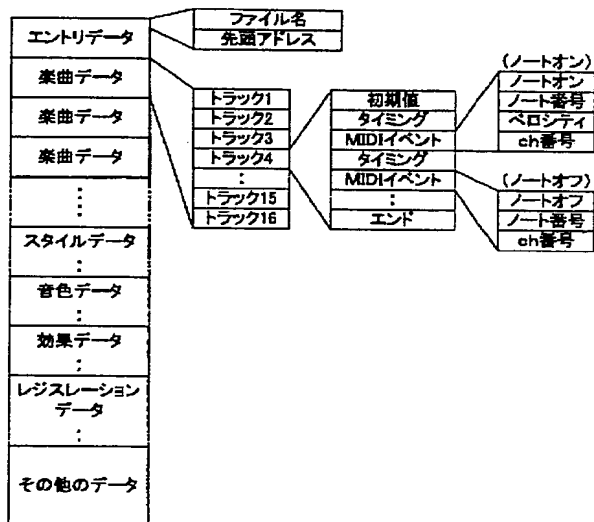 エントリデータ
楽曲データ
楽曲データ
楽曲データ
：
スタイルデータ
：
音色データ
：
効果データ
：
レジスレーション
データ
：
その他のデータ
ファイル名
先頭アドレス
トラック1
トラック2
トラック3
トラック4
：
トラック15
トラック16
初期値
タイミング
MIDIイベント
タイミング
MIDIイベント
：
エンド
(ノートオン)
ノートオン
ノート番号
ベロシティ
ch番号
(ノートオフ)
ノートオフ
ノート番号
ch番号